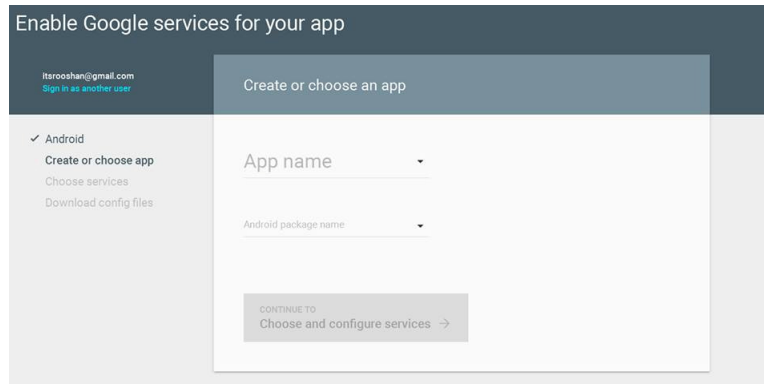 Enable Google services for your app
itsrooshan@gmail.com
Sign in as another user
Create or choose an app
Android
Create or choose app
Choose services
Download config files
App name
Android package name
CONTINUE TO
Choose and configure services